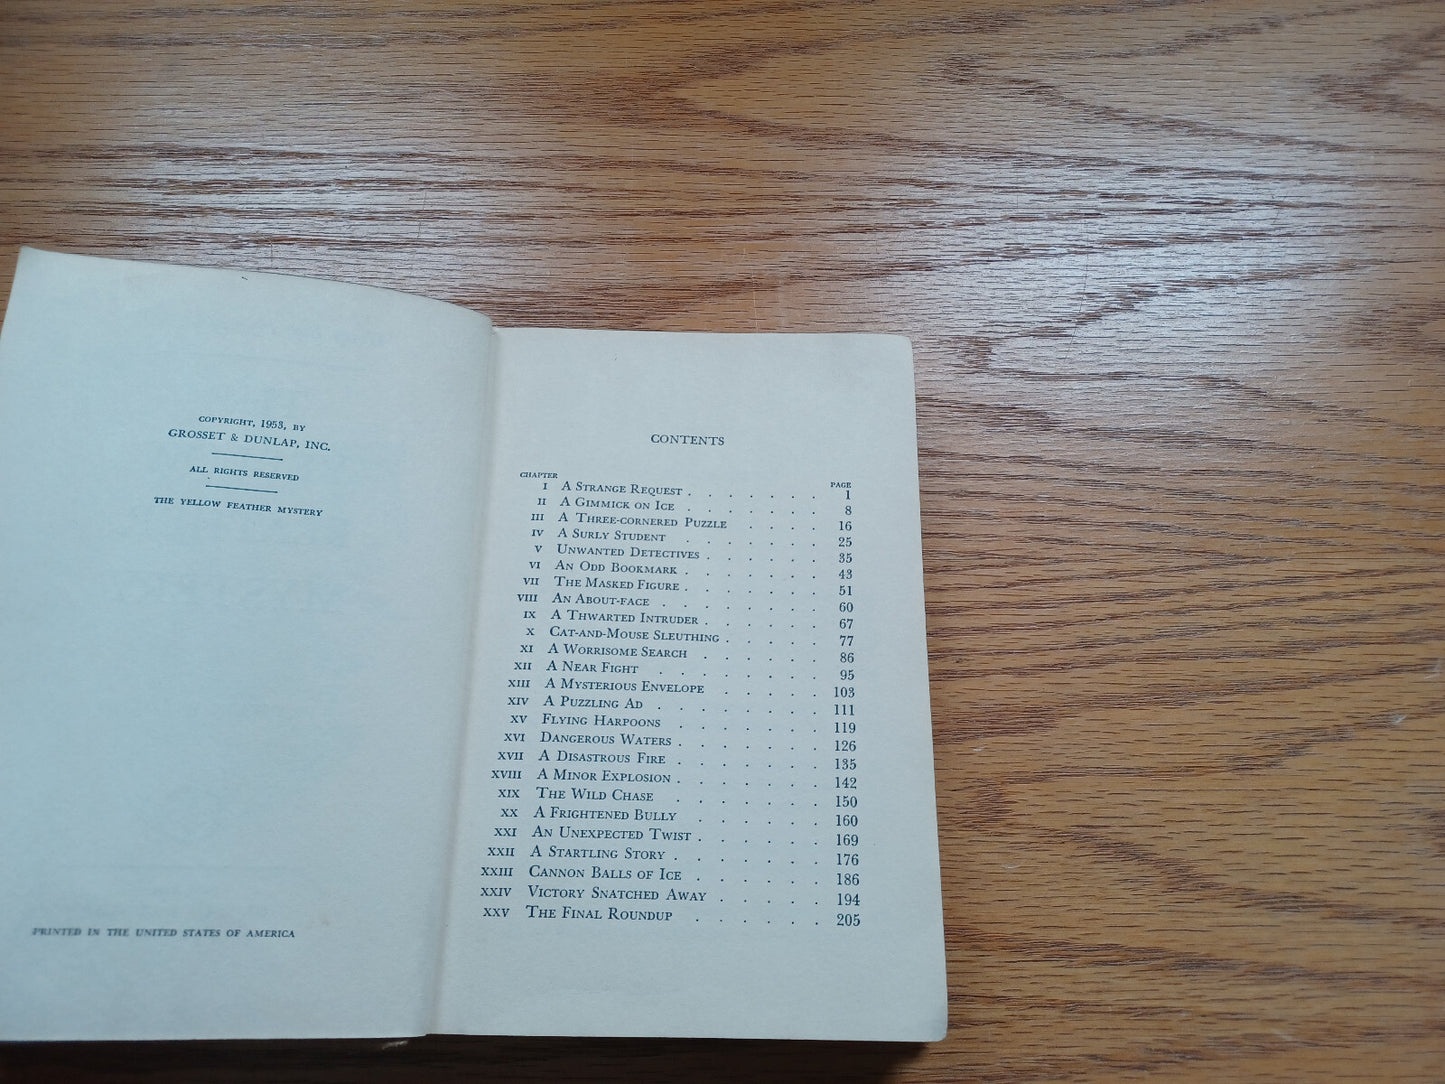 COPYRIGHT, 1953, BY
GROSSET & DUNLAP, INC.
ALL RIGHTS RESERVED
THE YELLOW FEATHER MYSTERY
PRINTED IN THE UNITED STATES OF AMERICA
CONTENTS
CHAPTER PAGE
I A STRANGE REQUEST . . . . . . . 1
II A GIMMICK ON ICE . . . . . . . 8
III A THREE-CORNERED PUZZLE . . . . 16
IV A SURLY STUDENT . . . . . . . 25
V UNWANTED DETECTIVES . . . . . . 35
VI AN ODD BOOKMARK . . . . . . . 43
VII THE MASKED FIGURE . . . . . . . 51
VIII AN ABOUT-FACE . . . . . . . . 60
IX A THWARTED INTRUDER . . . . . . 67
X CAT-AND-MOUSE SLEUTHING . . . . . 77
XI A WORRISOME SEARCH . . . . . . 86
XII A NEAR FIGHT . . . . . . . . 95
XIII A MYSTERIOUS ENVELOPE . . . . . 103
XIV A PUZZLING AD . . . . . . . . 111
XV FLYING HARPOONS . . . . . . . 119
XVI DANGEROUS WATERS . . . . . . . 126
XVII A DISASTROUS FIRE . . . . . . . 135
XVIII A MINOR EXPLOSION . . . . . . . 142
XIX THE WILD CHASE . . . . . . . 150
XX A FRIGHTENED BULLY . . . . . . 160
XXI AN UNEXPECTED TWIST . . . . . . 169
XXII A STARTLING STORY . . . . . . . 176
XXIII CANNON BALLS OF ICE . . . . . . 186
XXIV VICTORY SNATCHED AWAY . . . . . 194
XXV THE FINAL ROUNDUP . . . . . . 205